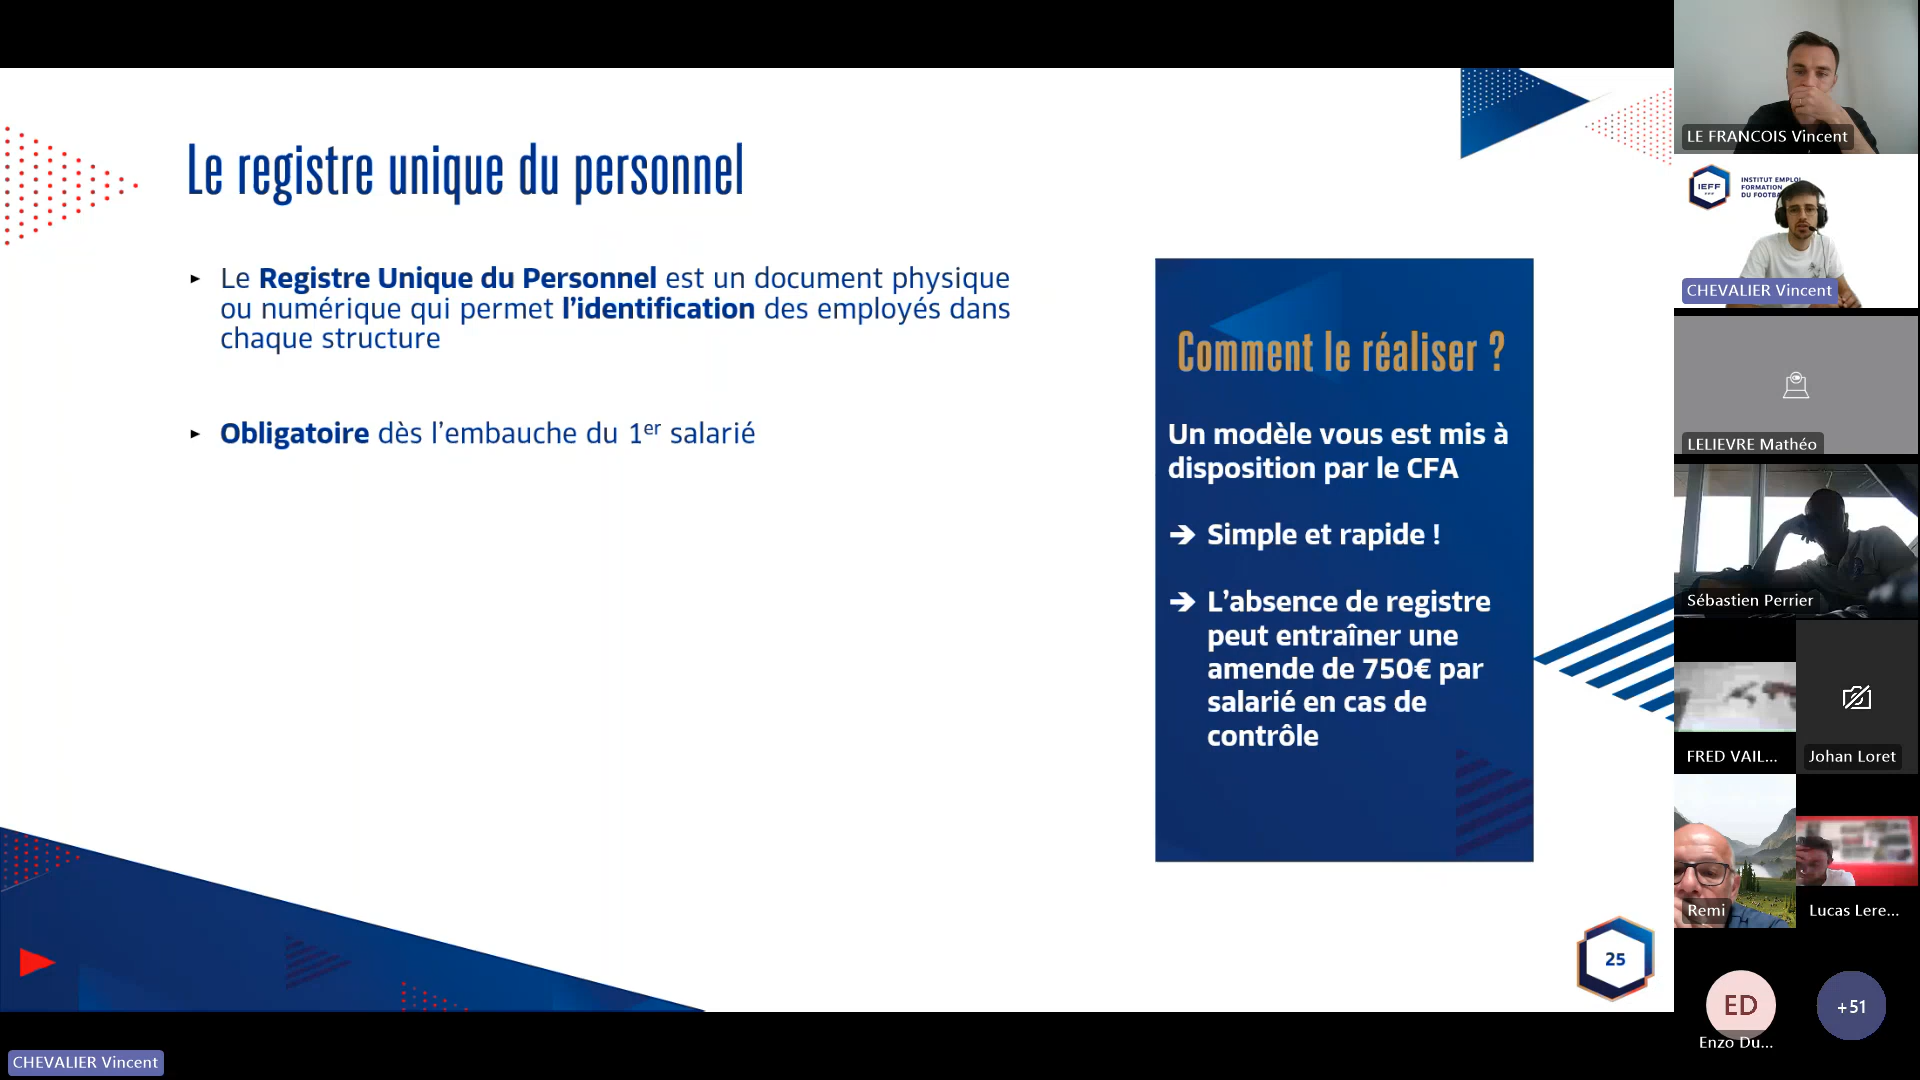 Le registre unique du personnel
▸ Le Registre Unique du Personnel est un document physique
ou numérique qui permet l’identification des employés dans
chaque structure
▸ Obligatoire dès l’embauche du 1er salarié
Comment le réaliser ?
Un modèle vous est mis à
disposition par le CFA
➔ Simple et rapide !
➔ L’absence de registre
peut entraîner une
amende de 750€ par
salarié en cas de
contrôle
25
CHEVALIER Vincent
LE FRANCOIS Vincent
IEFF
INSTITUT EMPLOI
FORMATION
DU FOOTBA
CHEVALIER Vincent
LELIEVRE Mathéo
Sébastien Perrier
FRED VAIL...
Johan Loret
Remi
Lucas Lere...
ED
Enzo Du...
+51